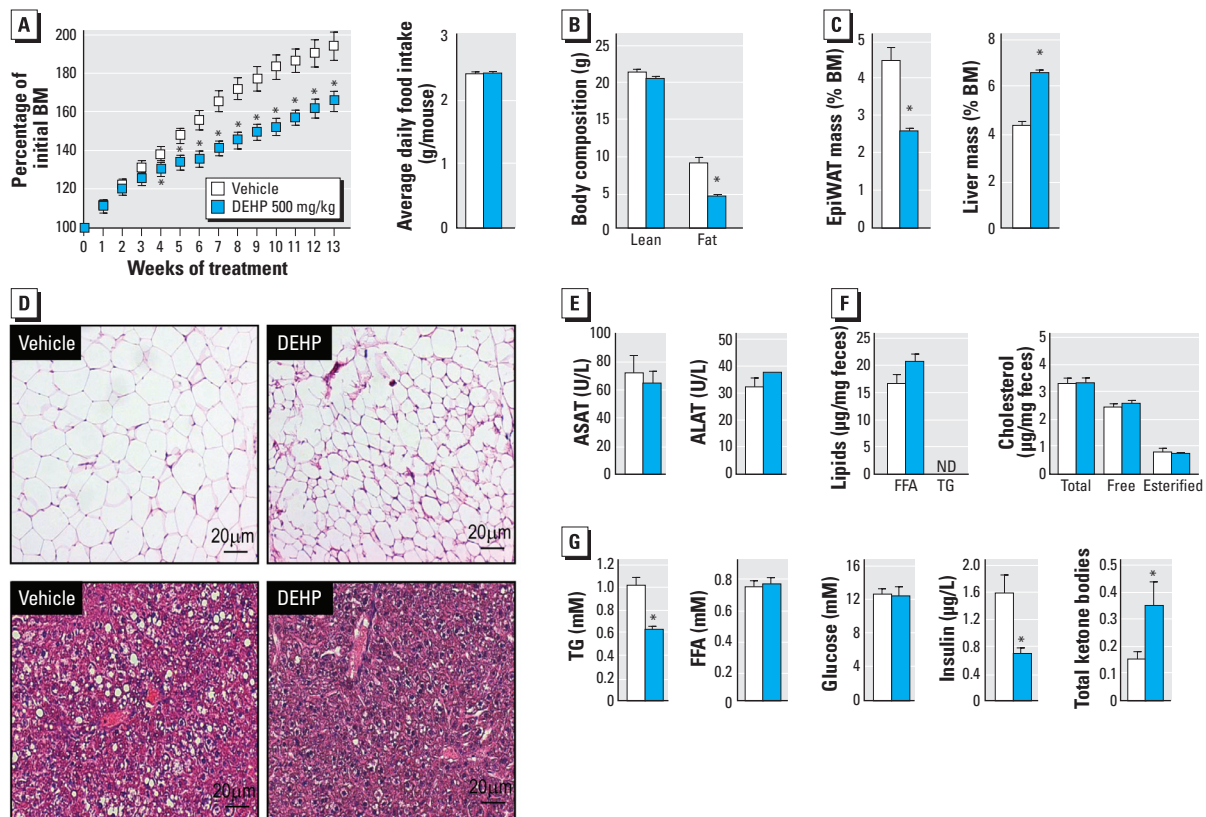 A
Percentage of
initial BM
200
180
160
140
120
100
*
*
*
*
*
*
*
*
*
*
Vehicle
DEHP 500 mg/kg
0 1 2 3 4 5 6 7 8 9 10 11 12 13
Weeks of treatment
Average daily food intake
(g/mouse)
3
2
1
0
B
Body composition (g)
25
20
15
10
5
0
*
Lean Fat
C
EpiWAT mass (% BM)
5
4
3
2
1
0
*
Liver mass (% BM)
8
6
4
2
0
*
D
Vehicle
20µm
DEHP
20µm
Vehicle
20µm
DEHP
20µm
E
ASAT (U/L)
100
80
60
40
20
0
ALAT (U/L)
50
40
30
20
10
0
F
Lipids (µg/mg feces)
25
20
15
10
5
0
ND
FFA TG
Cholesterol
(µg/mg feces)
5
4
3
2
1
0
Total Free Esterified
G
TG (mM)
1.2
1.0
0.8
0.6
0.4
0.2
0
*
FFA (mM)
0.8
0.6
0.4
0.2
0
Glucose (mM)
16
12
8
4
0
Insulin (µg/L)
2.0
1.6
1.2
0.8
0.4
0
*
Total ketone bodies
0.5
0.4
0.3
0.2
0.1
0
*